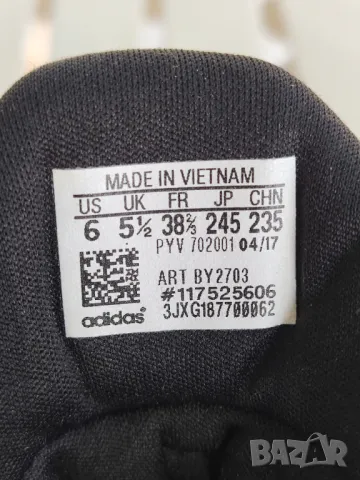 MADE IN VIETNAM
US UK FR JP CHN
6 5½ 38⅔ 245 235
PYV 702001 04/17
ART BY2703
#117525606
adidas® 3JXG187700062
BAZAR